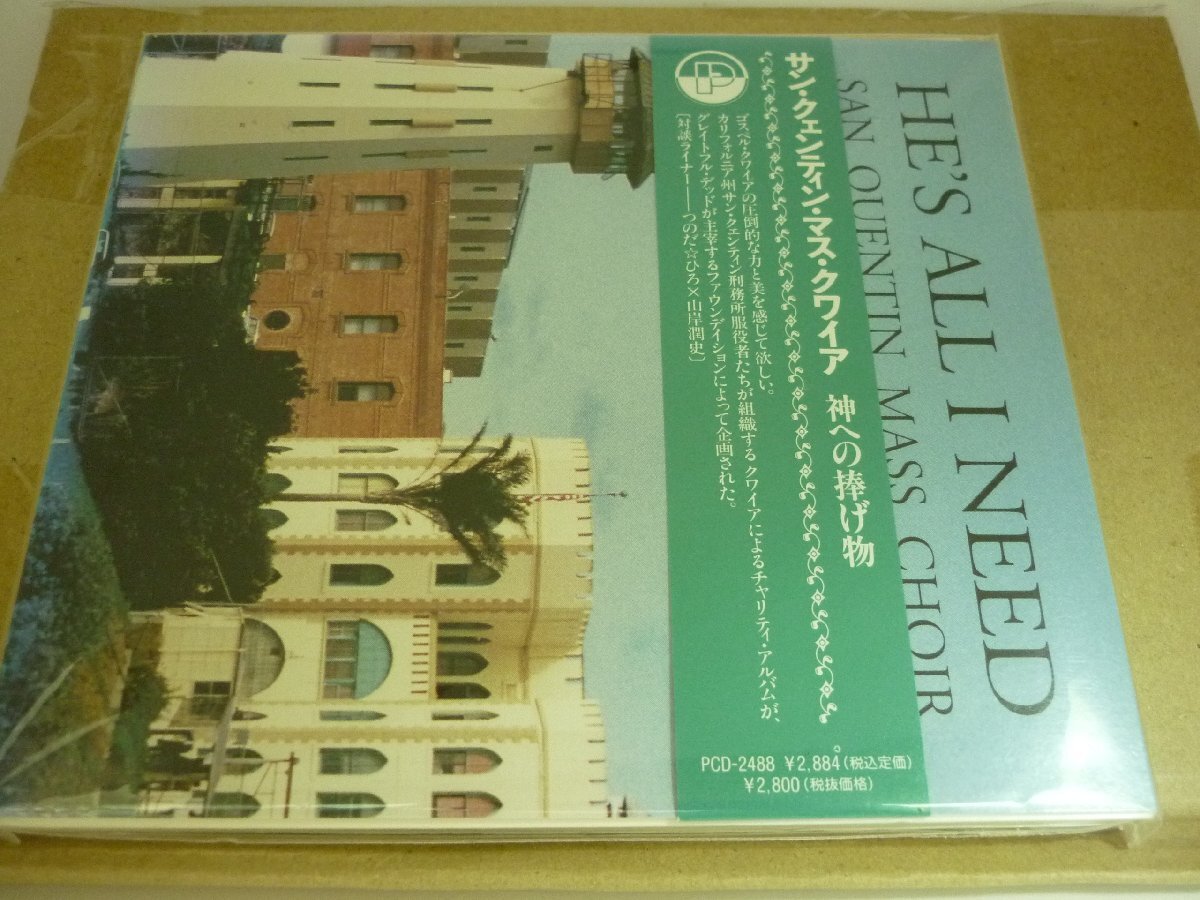 HE'S ALL I NEED
SAN QUENTIN MASS CHOIR
サン・クェンティン・マス・クワイア 神への捧げ物
ゴスペル・クワイアの圧倒的な力と美を感じて欲しい。
カリフォルニア州サン・クェンティン刑務所服役者たちが組織するクワイアによるチャリティ・アルバムが、
グレイトフル・デッドが主宰するファウンデイションによって企画された。
〔対談ライナー——つのだ☆ひろ×山岸潤史〕
PCD-2488 ¥2,884(税込定価)
¥2,800(税抜価格)